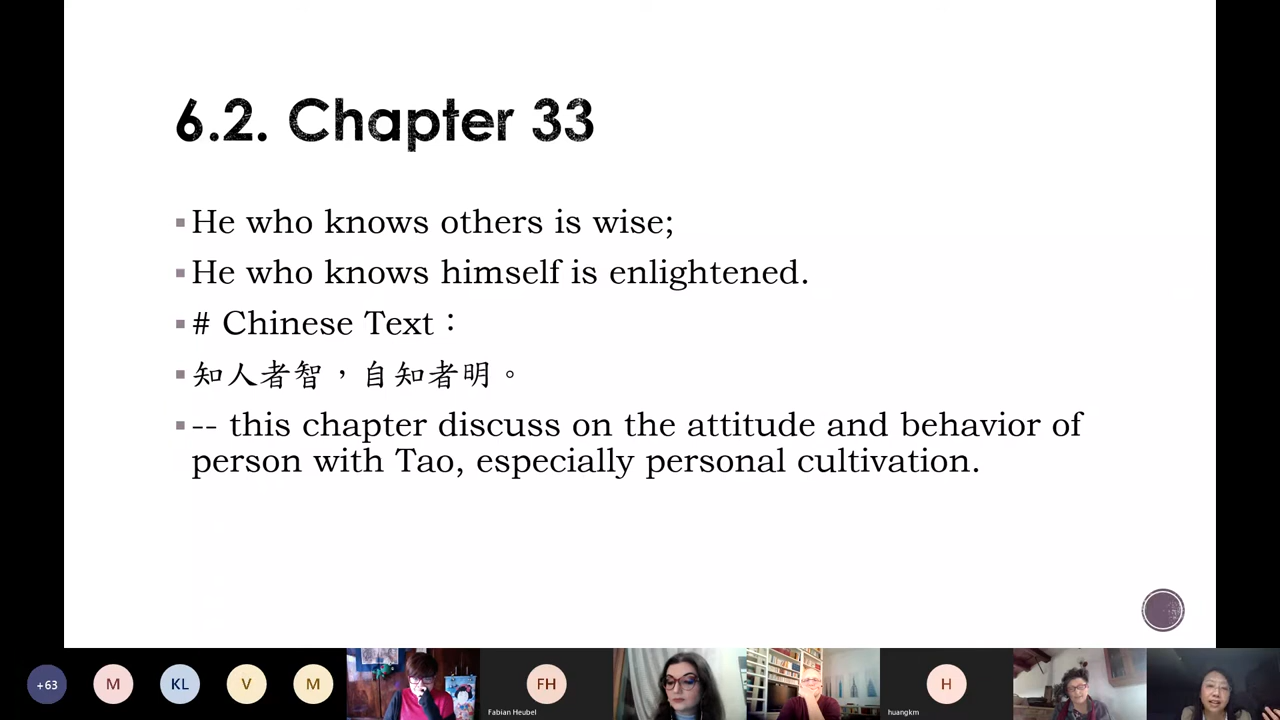 6.2. Chapter 33
▪He who knows others is wise;
▪He who knows himself is enlightened.
▪# Chinese Text：
▪知人者智，自知者明。
▪-- this chapter discuss on the attitude and behavior of
person with Tao, especially personal cultivation.
+63
M
KL
V
M
FH
Fabian Heubel
H
huangkm